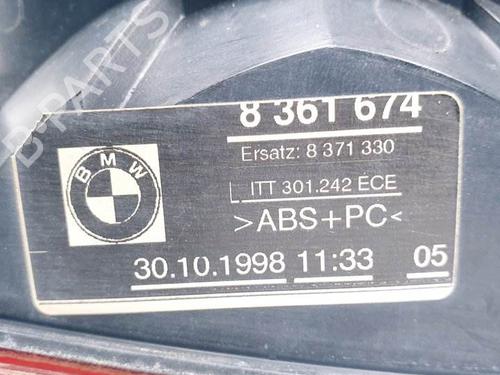 B-PARTS
8 361 674
BMW
Ersatz: 8 371 330
ITT 301.242 ECE
>ABS+PC<
30.10.1998 11:33 05